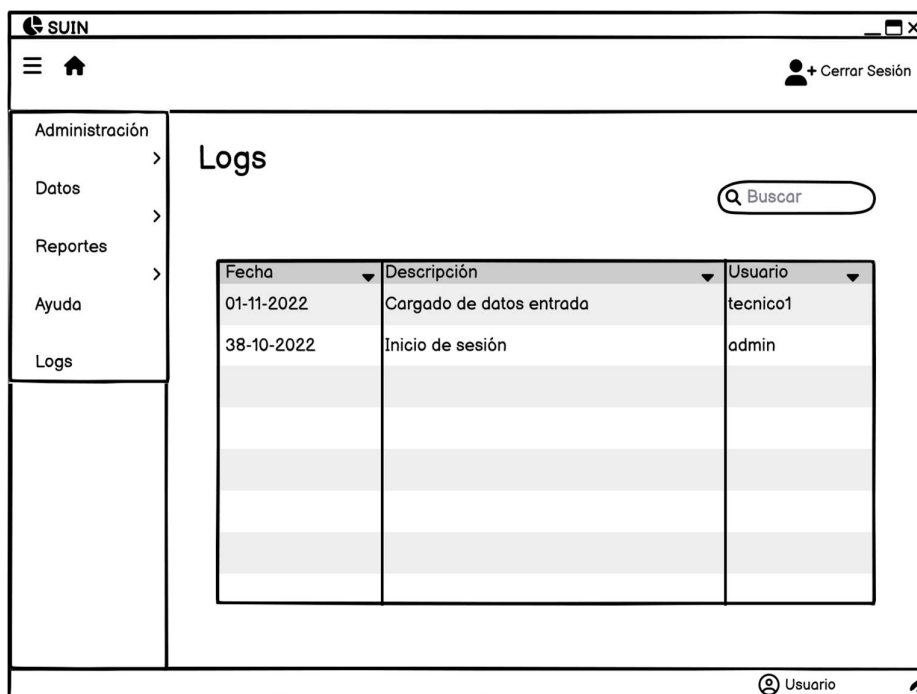 SUIN
Cerrar Sesión
Administración
Datos
Reportes
Ayuda
Logs
Logs
Buscar
Fecha Descripción Usuario
01-11-2022 Cargado de datos entrada tecnico1
38-10-2022 Inicio de sesión admin
Usuario